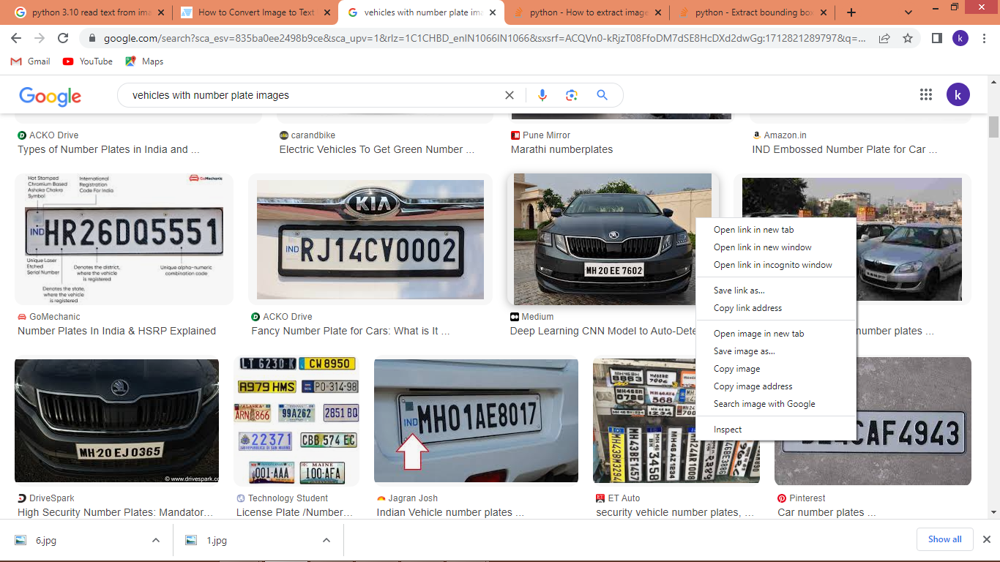 python 3.10 read text from ima
How to Convert Image to Text
vehicles with number plate ima
python - How to extract image
python - Extract bounding box
google.com/search?sca_esv=835ba0ee2498b9ce&sca_upv=1&rlz=1C1CHBD_enIN1066IN1066&sxsrf=ACQVn0-kRjzT08FfoDM7dSE8HcDXd2dwGg:1712821289797&q=...
k
Gmail
YouTube
Maps
Google
vehicles with number plate images
k
ACKO Drive
carandbike
Pune Mirror
Amazon.in
Types of Number Plates in India and ...
Electric Vehicles To Get Green Number ...
Marathi numberplates
IND Embossed Number Plate for Car ...
Hot Stamped
Chromium Based
Ashoka Chakra
Symbol
International
Registration
Code For India
GoMechanic
IND
HR26DQ5551
Unique Laser
Etched
Serial Number
Denotes the district,
where the vehicle
is registered
Unique alpha-numeric
combination code
Denotes the state,
where the vehicle
is registered
KIA
IND
RJ14CV0002
MH 20 EE 7602
GoMechanic
ACKO Drive
Medium
Number Plates In India & HSRP Explained
Fancy Number Plate for Cars: What is It ...
Deep Learning CNN Model to Auto-Dete
number plates ...
Open link in new tab
Open link in new window
Open link in incognito window
Save link as...
Copy link address
Open image in new tab
Save image as...
Copy image
Copy image address
Search image with Google
Inspect
MH20EJ0365
© www.drivespark.co
LT 6230 K
CW 8950
A979 HMS
PO-314-98
ALASKA
ARN 866
99A262
2851 BQ
22371
CBB 574 EC
001-AAA
MAINE
100-AFA
IND
MH01AE8017
CAF4943
DriveSpark
Technology Student
Jagran Josh
ET Auto
Pinterest
High Security Number Plates: Mandator...
License Plate /Number...
Indian Vehicle number plates ...
security vehicle number plates, ...
Car number plates ...
6.jpg
1.jpg
Show all